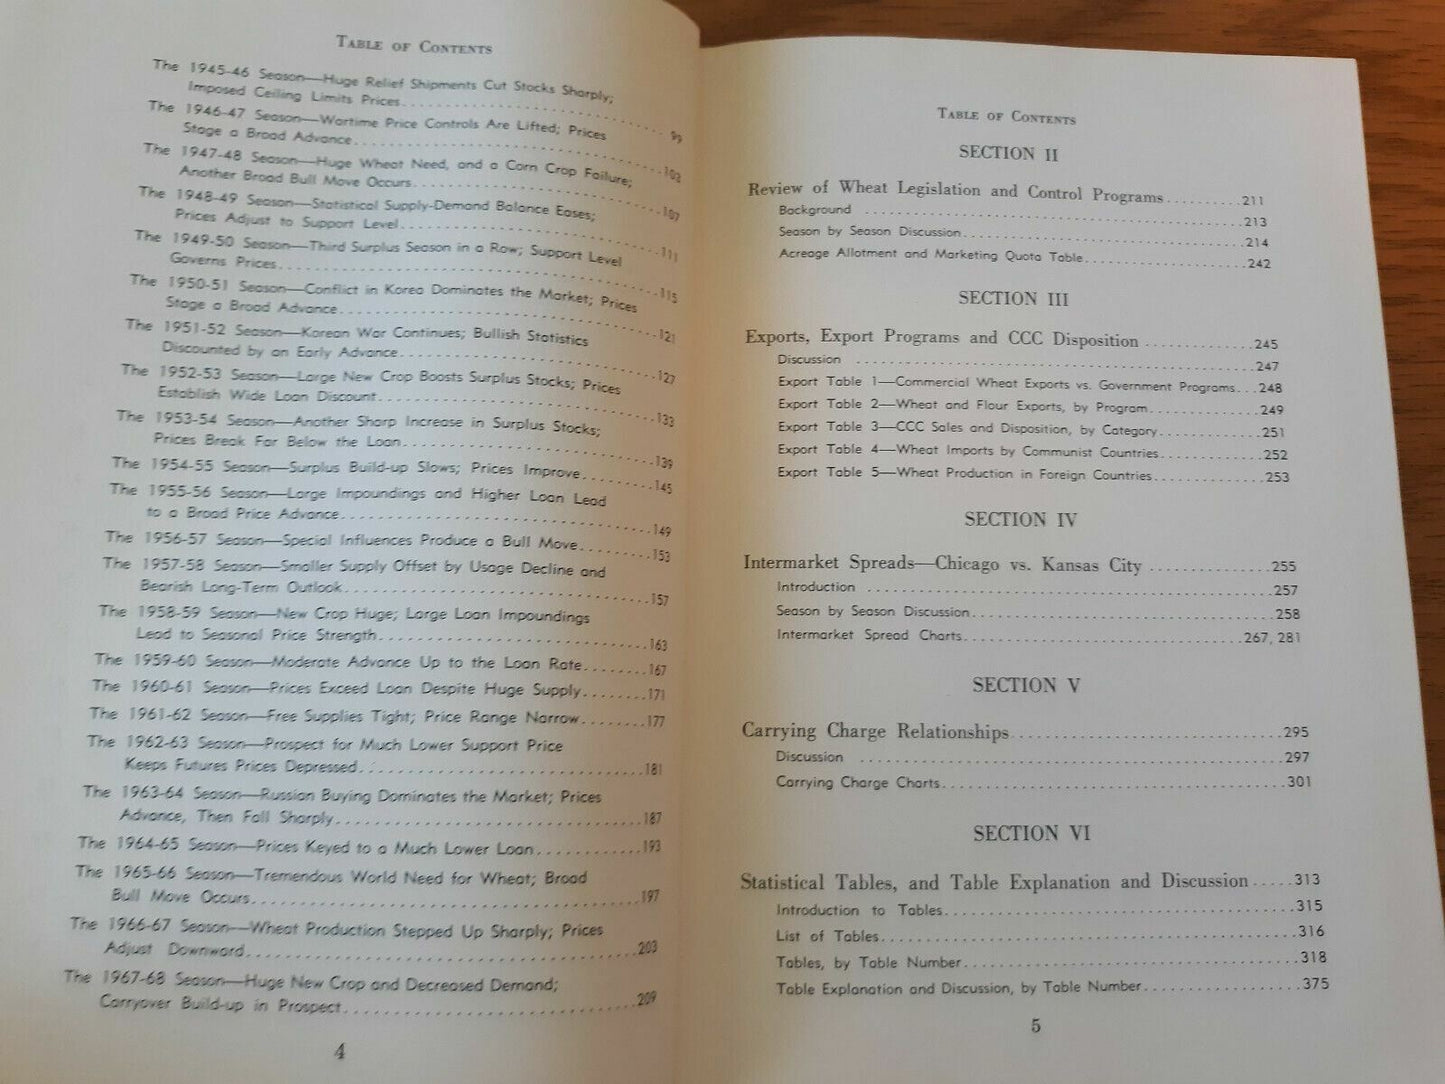 TABLE OF CONTENTS
The 1945-46 Season—Huge Relief Shipments Cut Stocks Sharply;
Imposed Ceiling Limits Prices..............................99
The 1946-47 Season—Wartime Price Controls Are Lifted; Prices
Stage a Broad Advance..............................103
The 1947-48 Season—Huge Wheat Need, and a Corn Crop Failure;
Another Broad Bull Move Occurs..............................107
The 1948-49 Season—Statistical Supply-Demand Balance Eases;
Prices Adjust to Support Level..............................111
The 1949-50 Season—Third Surplus Season in a Row; Support Level
Governs Prices..............................115
The 1950-51 Season—Conflict in Korea Dominates the Market; Prices
Stage a Broad Advance..............................121
The 1951-52 Season—Korean War Continues; Bullish Statistics
Discounted by an Early Advance..............................127
The 1952-53 Season—Large New Crop Boosts Surplus Stocks; Prices
Establish Wide Loan Discount..............................133
The 1953-54 Season—Another Sharp Increase in Surplus Stocks;
Prices Break Far Below the Loan..............................139
The 1954-55 Season—Surplus Build-up Slows; Prices Improve.........145
The 1955-56 Season—Large Impoundings and Higher Loan Lead
to a Broad Price Advance..............................149
The 1956-57 Season—Special Influences Produce a Bull Move.........153
The 1957-58 Season—Smaller Supply Offset by Usage Decline and
Bearish Long-Term Outlook..............................157
The 1958-59 Season—New Crop Huge; Large Loan Impoundings
Lead to Seasonal Price Strength..............................163
The 1959-60 Season—Moderate Advance Up to the Loan Rate........167
The 1960-61 Season—Prices Exceed Loan Despite Huge Supply........171
The 1961-62 Season—Free Supplies Tight; Price Range Narrow........177
The 1962-63 Season—Prospect for Much Lower Support Price
Keeps Futures Prices Depressed..............................181
The 1963-64 Season—Russian Buying Dominates the Market; Prices
Advance, Then Fall Sharply..............................187
The 1964-65 Season—Prices Keyed to a Much Lower Loan............193
The 1965-66 Season—Tremendous World Need for Wheat; Broad
Bull Move Occurs..............................197
The 1966-67 Season—Wheat Production Stepped Up Sharply; Prices
Adjust Downward..............................203
The 1967-68 Season—Huge New Crop and Decreased Demand;
Carryover Build-up in Prospect..............................209
4
TABLE OF CONTENTS
SECTION II
Review of Wheat Legislation and Control Programs..........211
Background ..............................213
Season by Season Discussion..............................214
Acreage Allotment and Marketing Quota Table....................242
SECTION III
Exports, Export Programs and CCC Disposition .............245
Discussion ..............................247
Export Table 1—Commercial Wheat Exports vs. Government Programs...248
Export Table 2—Wheat and Flour Exports, by Program..............249
Export Table 3—CCC Sales and Disposition, by Category.............251
Export Table 4—Wheat Imports by Communist Countries.............252
Export Table 5—Wheat Production in Foreign Countries..............253
SECTION IV
Intermarket Spreads—Chicago vs. Kansas City ...............255
Introduction ..............................257
Season by Season Discussion..............................258
Intermarket Spread Charts..............................267, 281
SECTION V
Carrying Charge Relationships..............................295
Discussion ..............................297
Carrying Charge Charts..............................301
SECTION VI
Statistical Tables, and Table Explanation and Discussion.....313
Introduction to Tables..............................315
List of Tables..............................316
Tables, by Table Number..............................318
Table Explanation and Discussion, by Table Number...................375
5